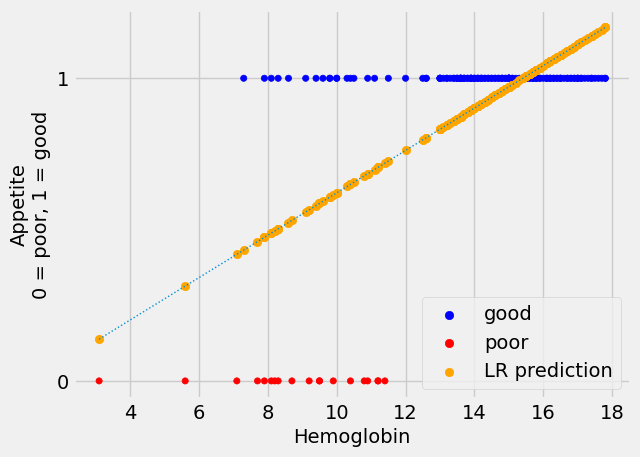 Appetite
0 = poor, 1 = good
1
0
good
poor
LR prediction
4 6 8 10 12 14 16 18
Hemoglobin